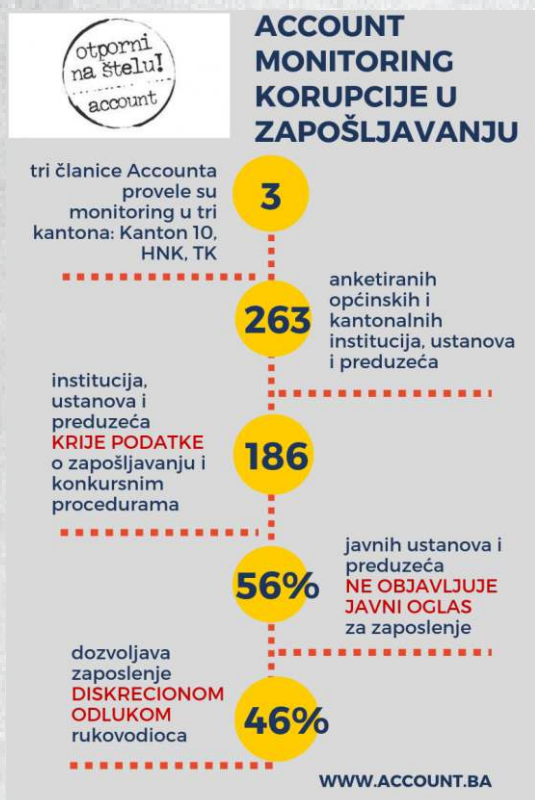 otporni
na štelu!
account
ACCOUNT
MONITORING
KORUPCIJE U
ZAPOŠLJAVANJU
tri članice Accounta
provele su
monitoring u tri
kantona: Kanton 10,
HNK, TK
3
263
anketiranih
općinskih i
kantonalnih
institucija, ustanova
i preduzeća
institucija,
ustanova i
preduzeća
KRIJE PODATKE
o zapošljavanju i
konkursnim
procedurama
186
56%
javnih ustanova i
preduzeća
NE OBJAVLJUJE
JAVNI OGLAS
za zaposlenje
dozvoljava
zaposlenje
DISKRECIONOM
ODLUKOM
rukovodioca
46%
WWW.ACCOUNT.BA